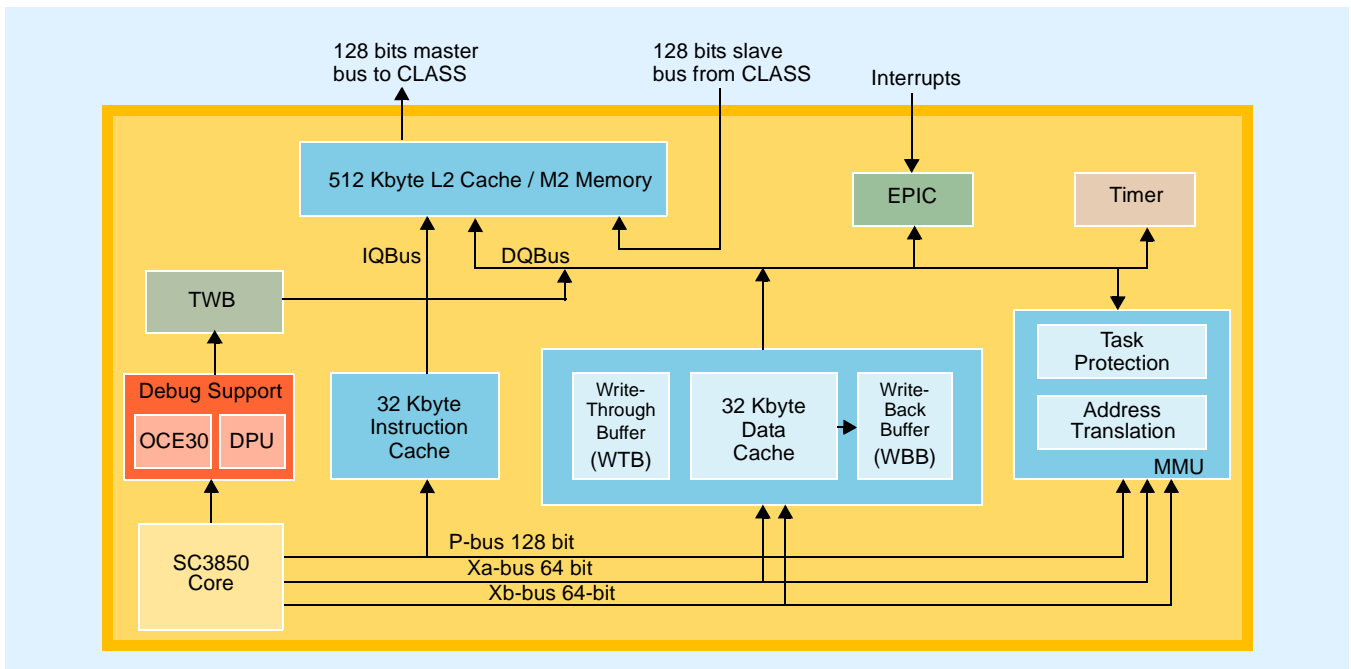 128 bits master
bus to CLASS
128 bits slave
bus from CLASS
Interrupts
512 Kbyte L2 Cache / M2 Memory
EPIC
Timer
IQBus
DQBus
TWB
Task
Protection
Address
Translation
MMU
Debug Support
OCE30
DPU
32 Kbyte
Instruction
Cache
Write-
Through
Buffer
(WTB)
32 Kbyte
Data
Cache
Write-
Back
Buffer
(WBB)
SC3850
Core
P-bus 128 bit
Xa-bus 64 bit
Xb-bus 64-bit